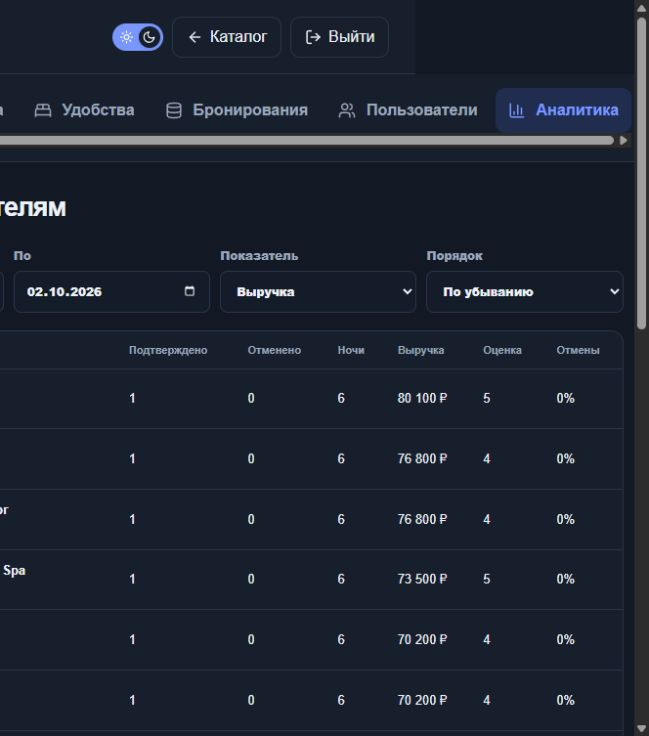 Каталог Выйти
а Удобства Бронирования Пользователи Аналитика
телям
По Показатель Порядок
02.10.2026 Выручка По убыванию
Подтверждено Отменено Ночи Выручка Оценка Отмены
1 0 6 80 100 ₽ 5 0%
1 0 6 76 800 ₽ 4 0%
ог
1 0 6 76 800 ₽ 4 0%
Spa
1 0 6 73 500 ₽ 5 0%
1 0 6 70 200 ₽ 4 0%
1 0 6 70 200 ₽ 4 0%